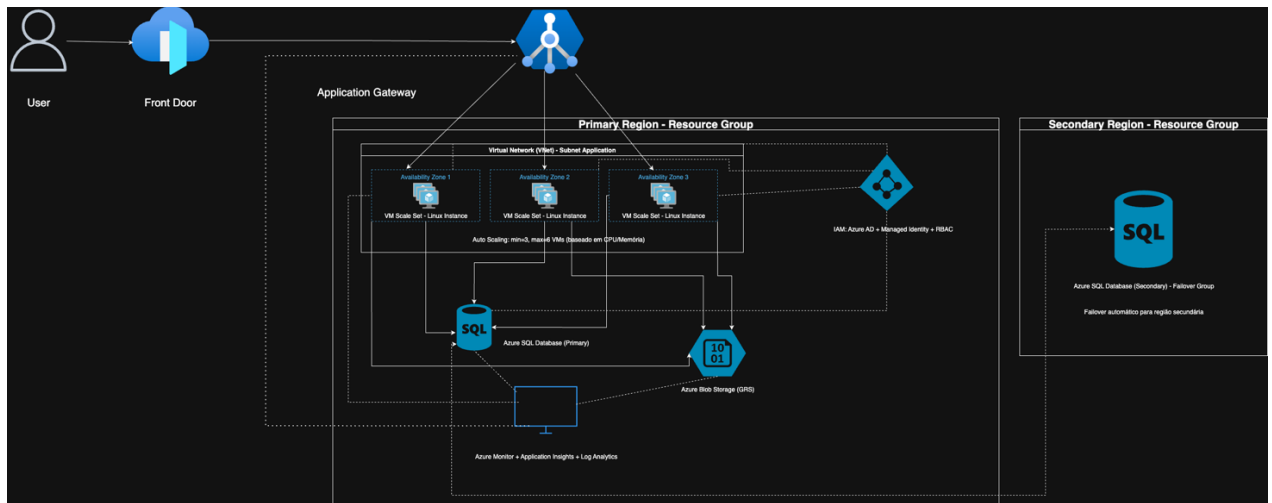 User
Front Door
Application Gateway
Primary Region - Resource Group
Secondary Region - Resource Group
Virtual Network (VNet) - Subnet Application
Availability Zone 1
Availability Zone 2
Availability Zone 3
VM Scale Set - Linux Instance
VM Scale Set - Linux Instance
VM Scale Set - Linux Instance
Auto Scaling: min=3, max=6 VMs (baseado em CPU/Memória)
IAM: Azure AD + Managed Identity + RBAC
SQL
Azure SQL Database (Primary)
10
01
Azure Blob Storage (GRS)
Azure Monitor + Application Insights + Log Analytics
SQL
Azure SQL Database (Secondary) - Failover Group
Failover automático para região secundária